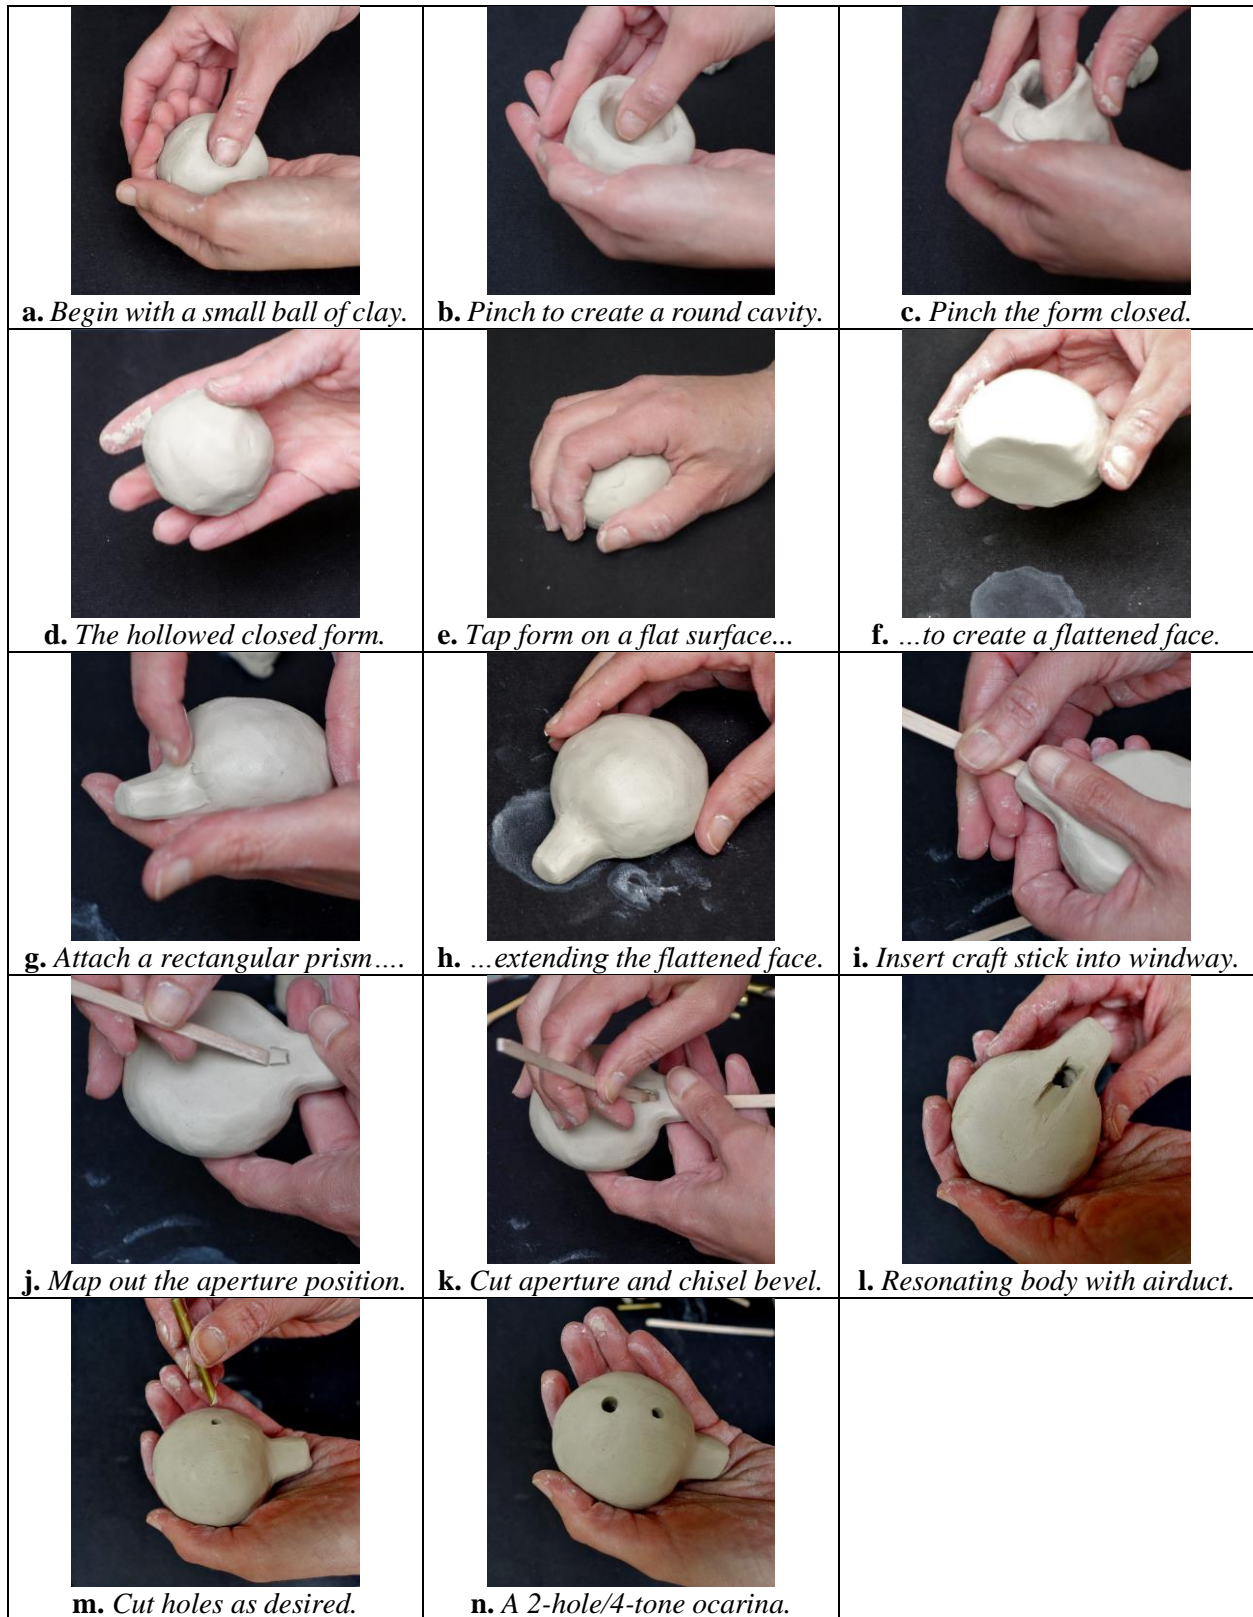 a. Begin with a small ball of clay.
b. Pinch to create a round cavity.
c. Pinch the form closed.
d. The hollowed closed form.
e. Tap form on a flat surface...
f. ...to create a flattened face.
g. Attach a rectangular prism....
h. ...extending the flattened face.
i. Insert craft stick into windway.
j. Map out the aperture position.
k. Cut aperture and chisel bevel.
l. Resonating body with airduct.
m. Cut holes as desired.
n. A 2-hole/4-tone ocarina.